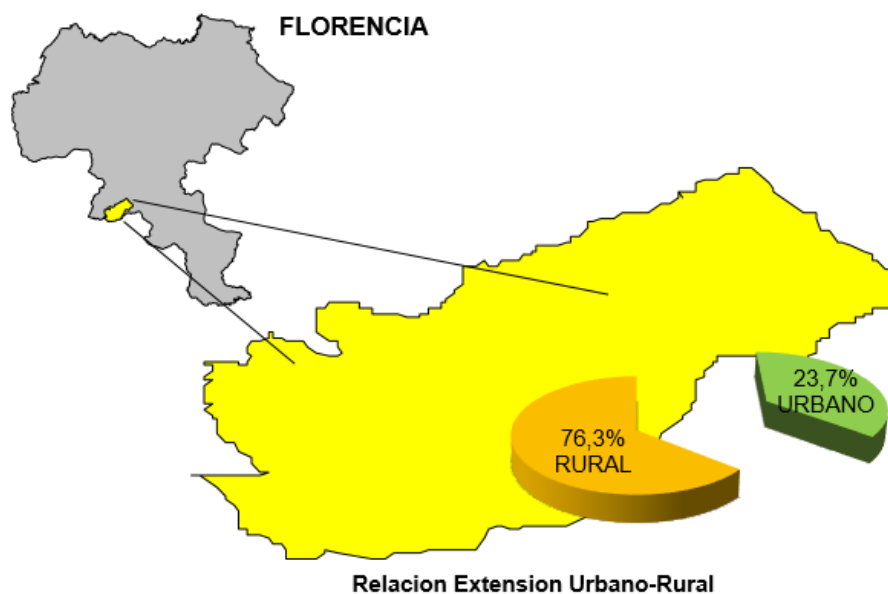 FLORENCIA
23,7%
URBANO
76,3%
RURAL
Relacion Extension Urbano-Rural